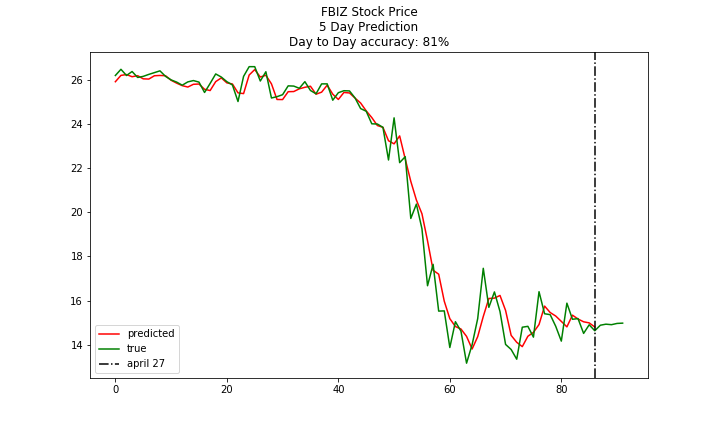 FBIZ Stock Price
5 Day Prediction
Day to Day accuracy: 81%
26
24
22
20
18
16
14
predicted
true
april 27
0
20
40
60
80